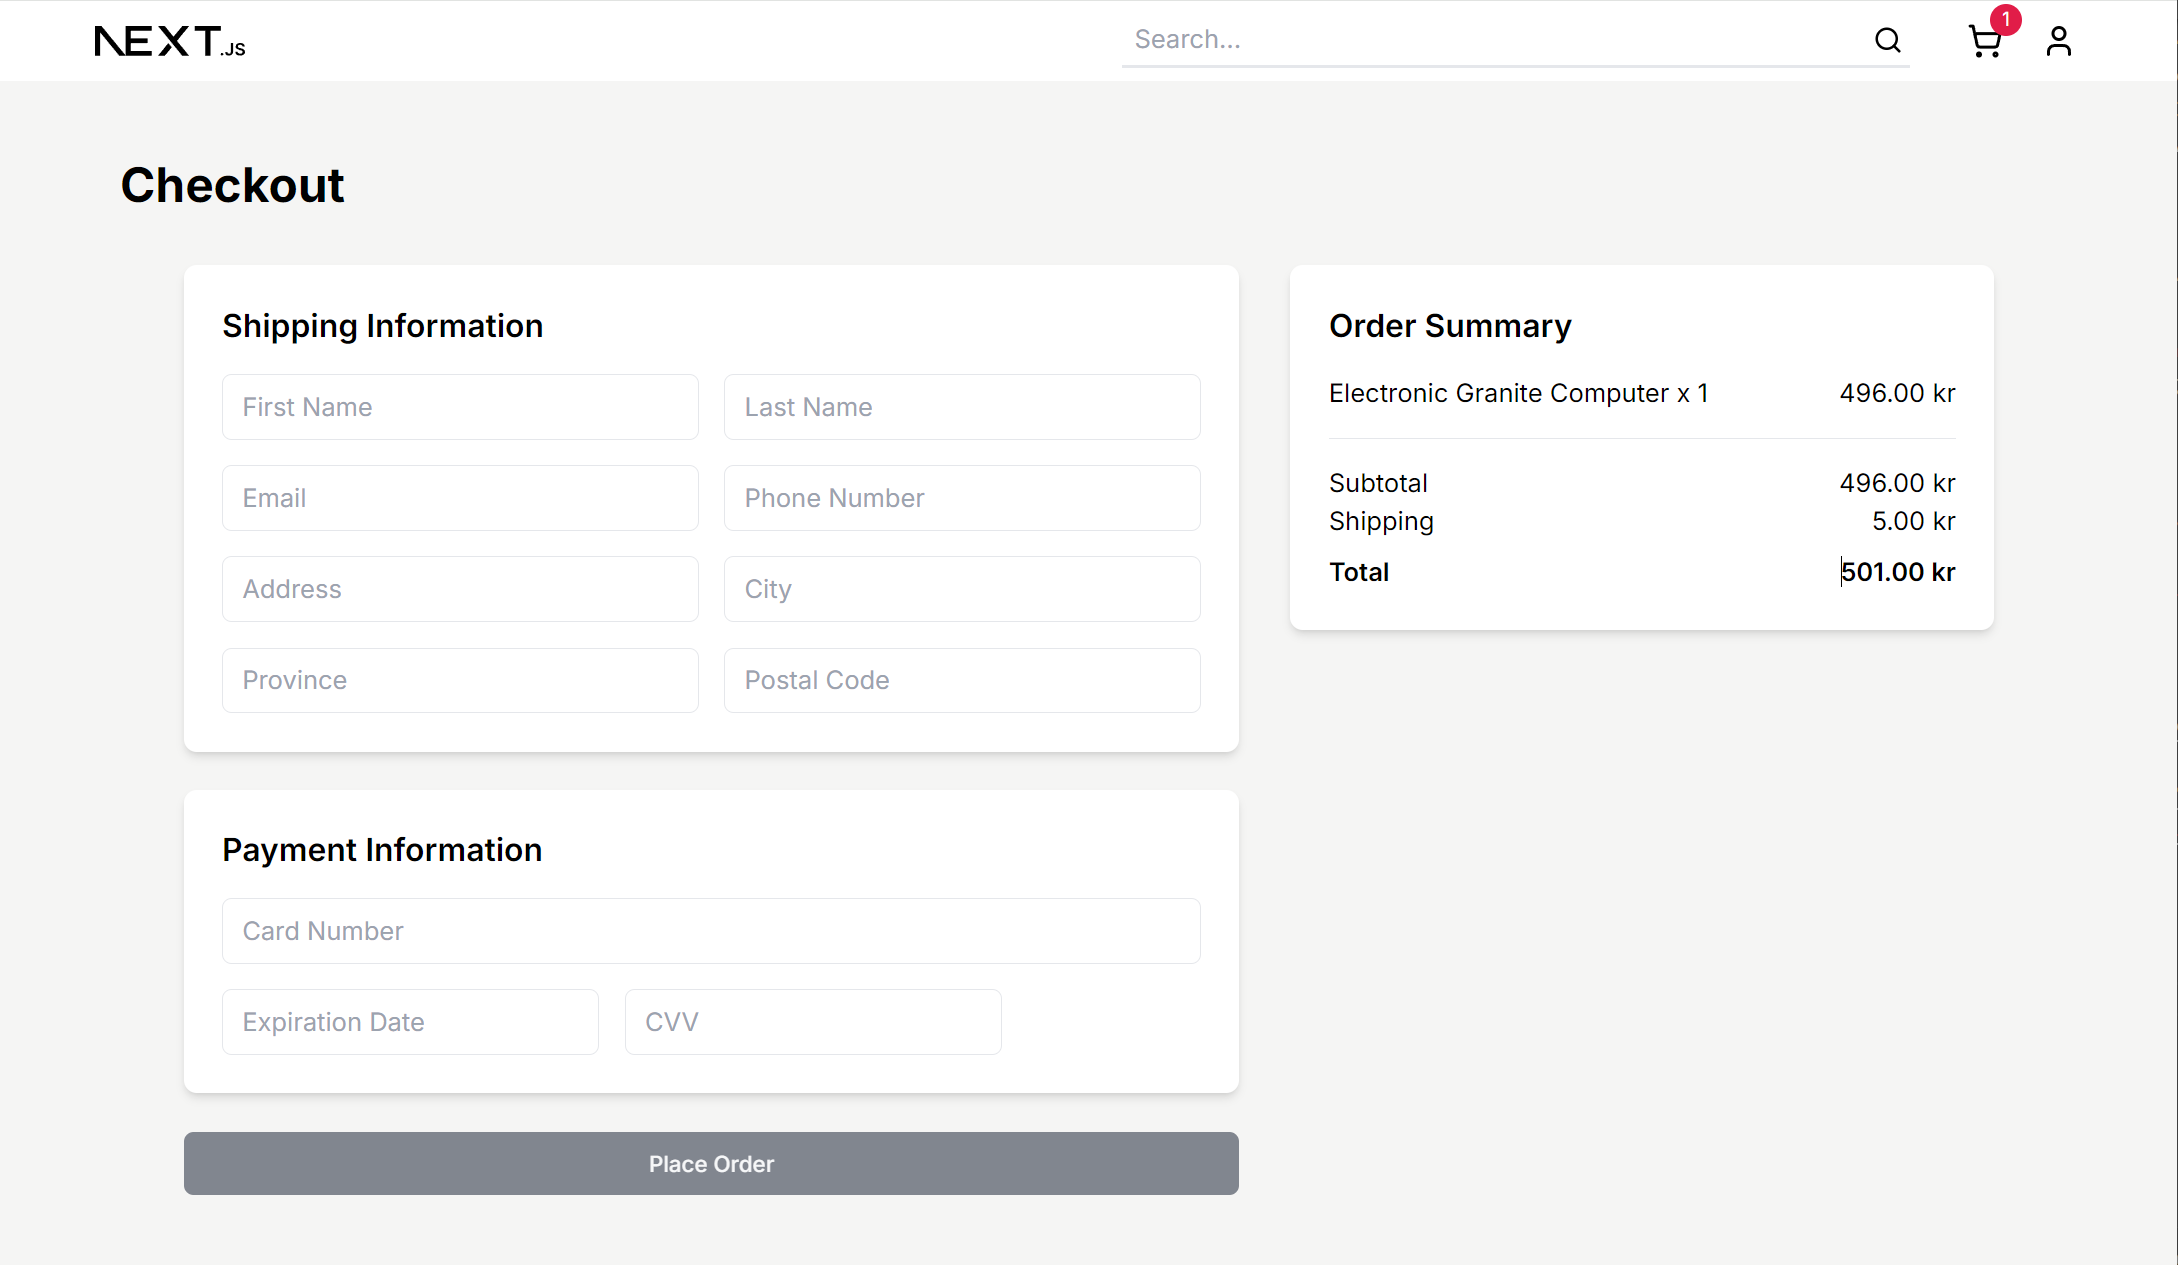 NEXT.JS
Search...
1
Checkout
Shipping Information
First Name
Last Name
Email
Phone Number
Address
City
Province
Postal Code
Payment Information
Card Number
Expiration Date
CVV
Place Order
Order Summary
Electronic Granite Computer x 1 496.00 kr
Subtotal 496.00 kr
Shipping 5.00 kr
Total 501.00 kr